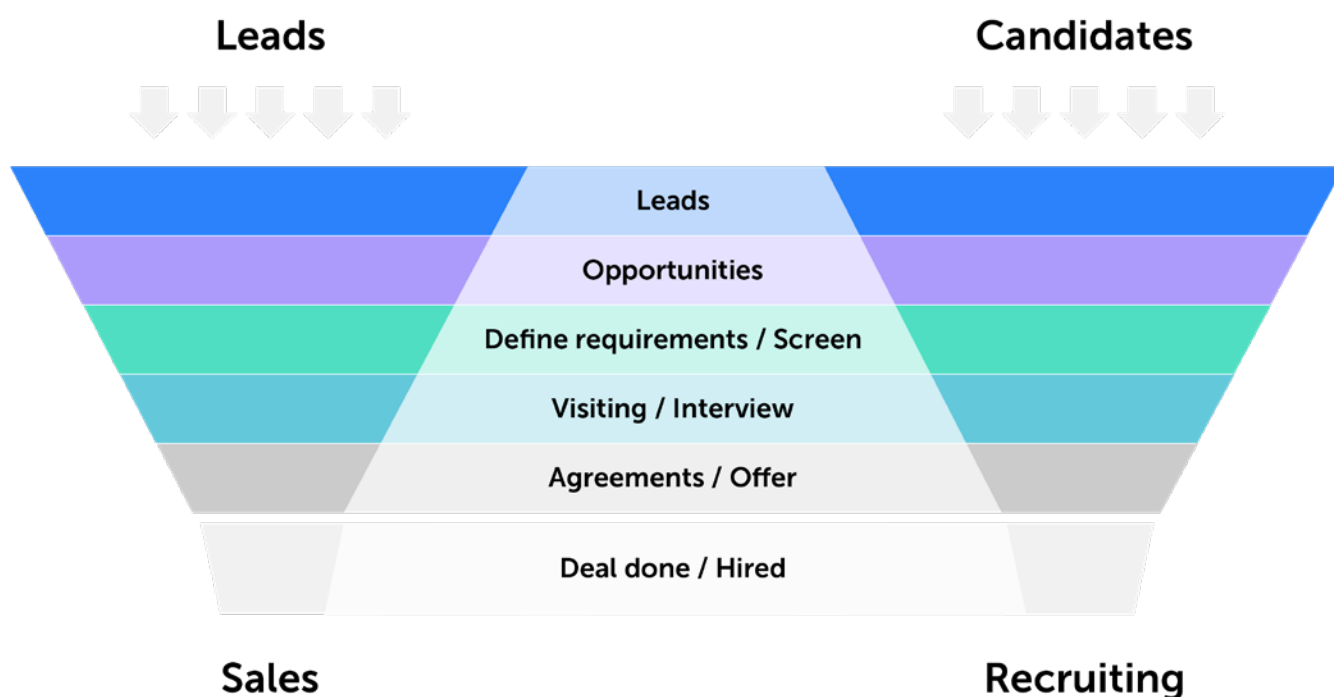 Leads
Candidates
Leads
Opportunities
Define requirements / Screen
Visiting / Interview
Agreements / Offer
Deal done / Hired
Sales
Recruiting